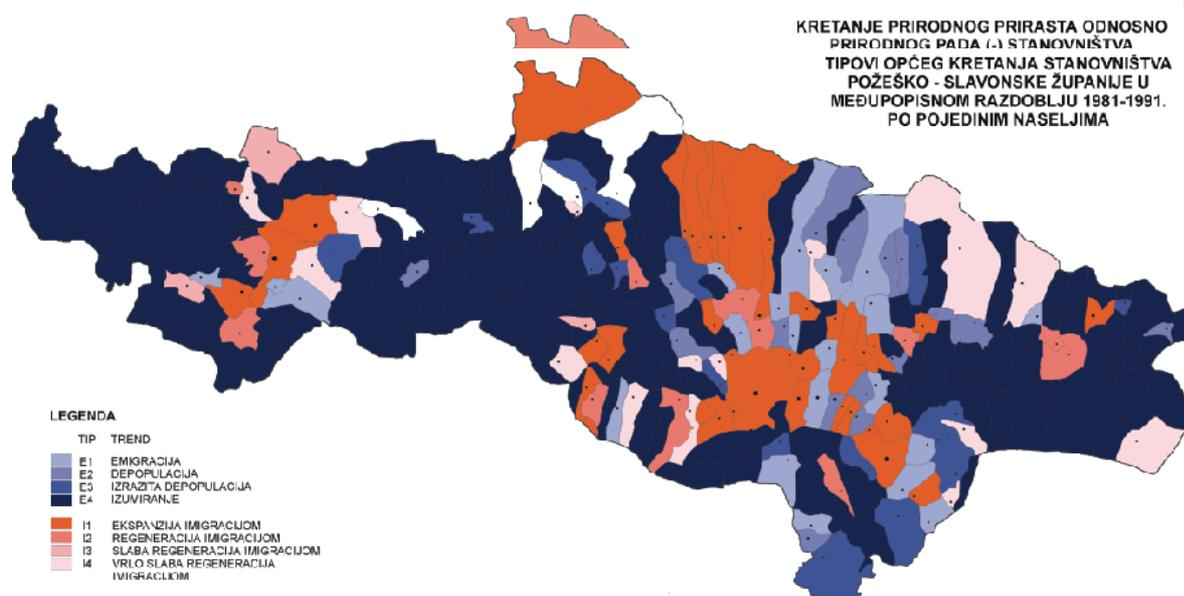 KRETANJE PRIRODNOG PRIRASTA ODNOSNO
PRIRODNOG PADA (-) STANOVNIŠTVA
TIPOVI OPĆEG KRETANJA STANOVNIŠTVA
POŽEŠKO - SLAVONSKE ŽUPANIJE U
MEĐUPOPISNOM RAZDOBLJU 1981-1991.
PO POJEDINIM NASELJIMA
LEGENDA
TIP TREND
E1 EMIGRACIJA
E2 DEPOPULACIJA
E3 IZRAZITA DEPOPULACIJA
E4 IZUMIRANJE
I1 EKSPANZIJA IMIGRACIJOM
I2 REGENERACIJA IMIGRACIJOM
I3 SLABA REGENERACIJA IMIGRACIJOM
I4 VRLO SLABA REGENERACIJA
IMIGRACIJOM